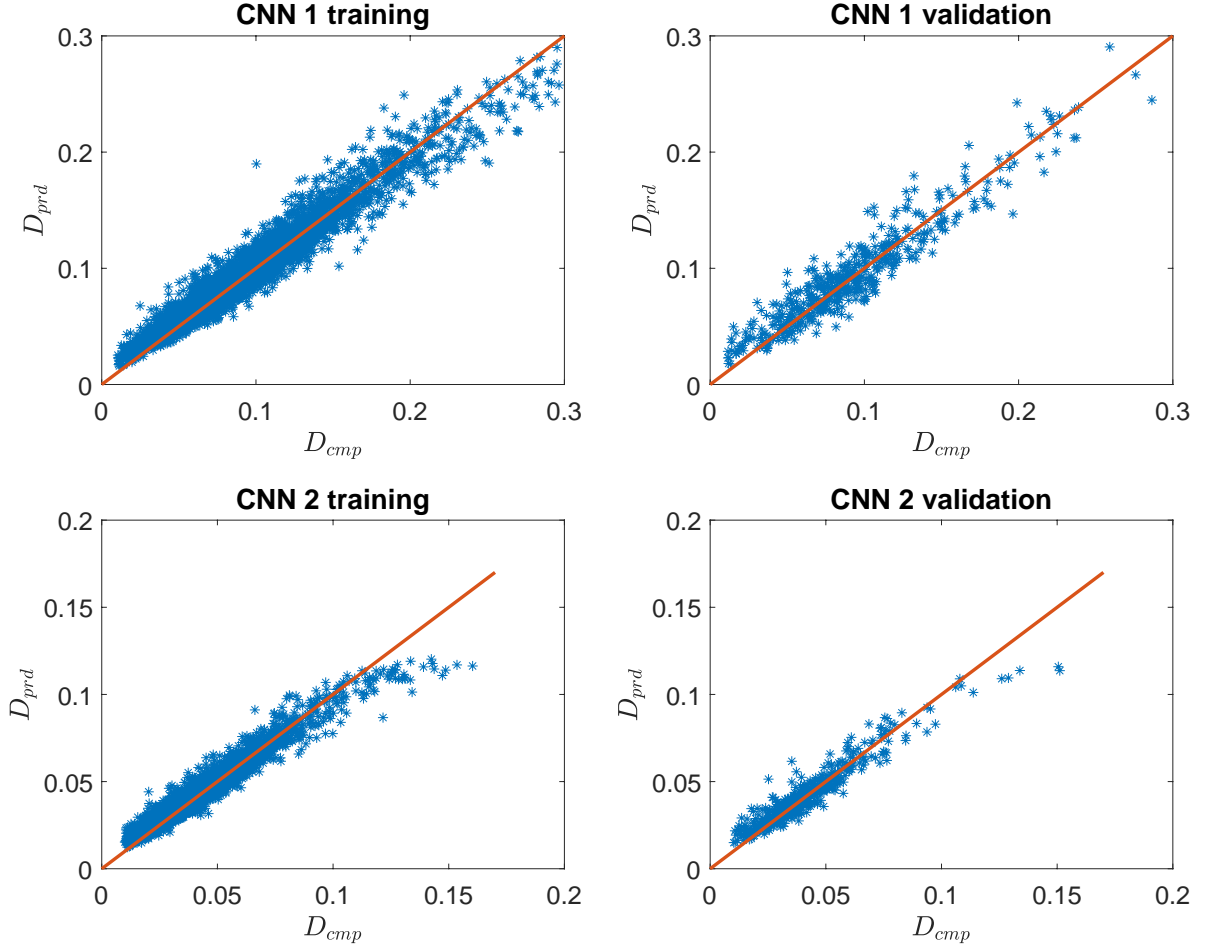 CNN 1 training
0.3
0.2
0.1
0
D_prd
0 0.1 0.2 0.3
D_cmp
CNN 1 validation
0.3
0.2
0.1
0
D_prd
0 0.1 0.2 0.3
D_cmp
CNN 2 training
0.2
0.15
0.1
0.05
0
D_prd
0 0.05 0.1 0.15 0.2
D_cmp
CNN 2 validation
0.2
0.15
0.1
0.05
0
D_prd
0 0.05 0.1 0.15 0.2
D_cmp